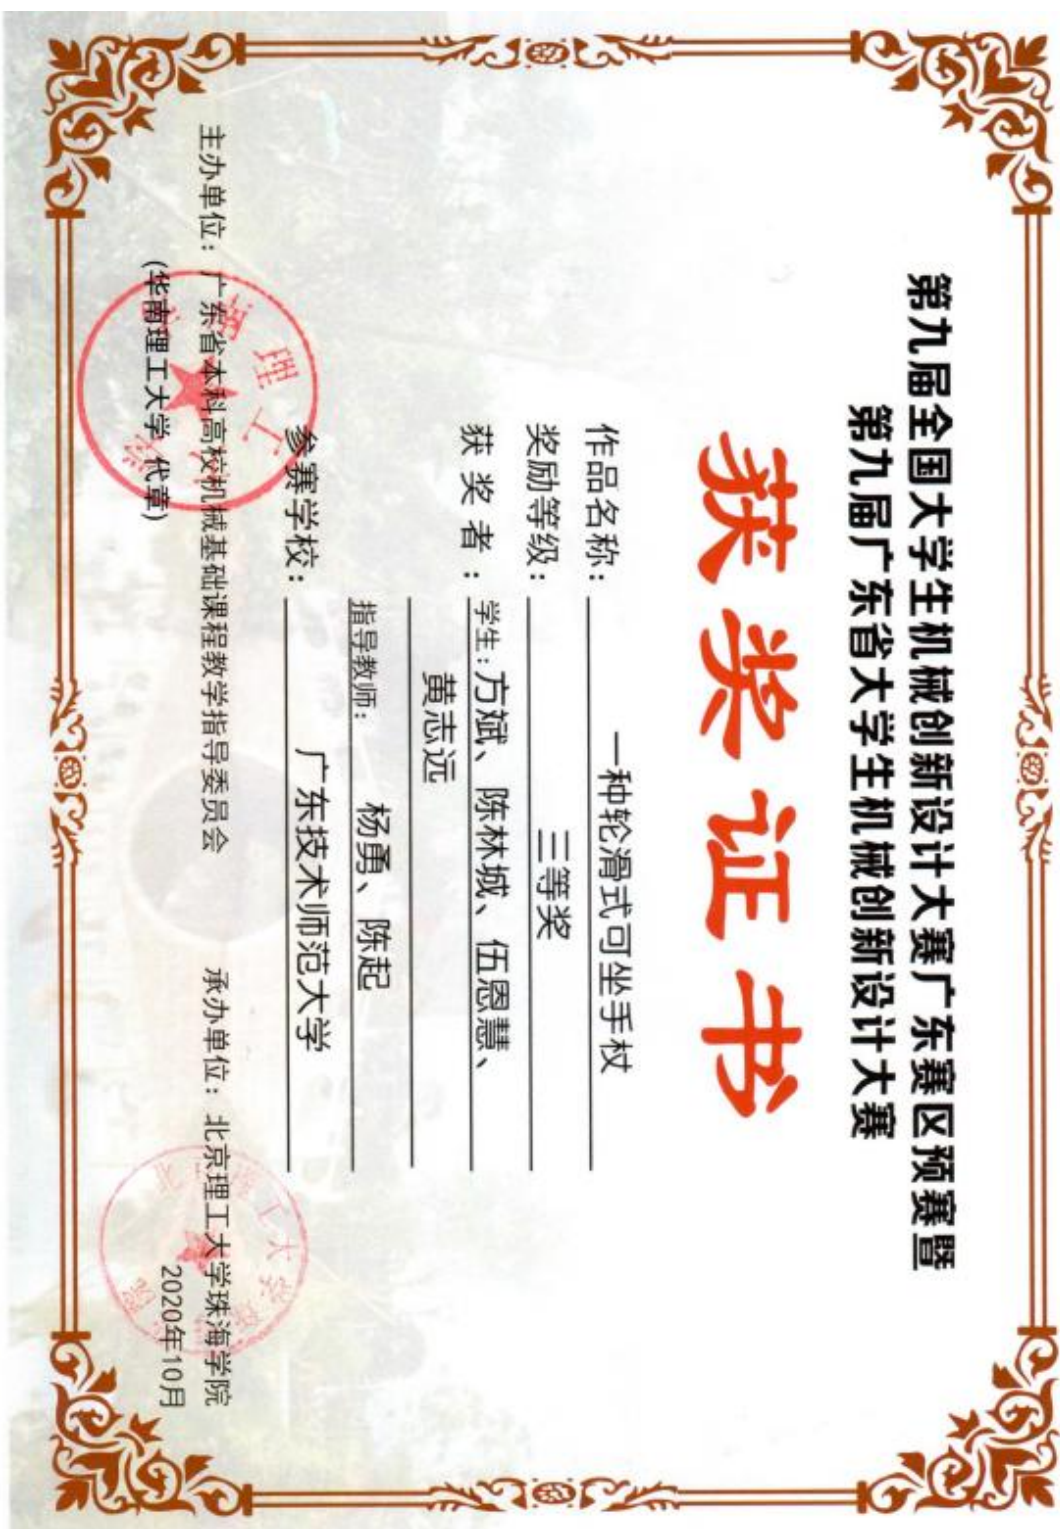 第九届全国大学生机械创新设计大赛广东赛区预赛暨
第九届广东省大学生机械创新设计大赛
获奖证书
作品名称：一种轮滑式可坐手杖
奖励等级：三等奖
获奖者：学生：方斌、陈林城、伍恩慧、
黄志远
指导教师：杨勇、陈起
参赛学校：广东技术师范大学
主办单位：广东省本科高校机械基础课程教学指导委员会 承办单位：北京理工大学珠海学院
(华南理工大学 代章) 2020年10月